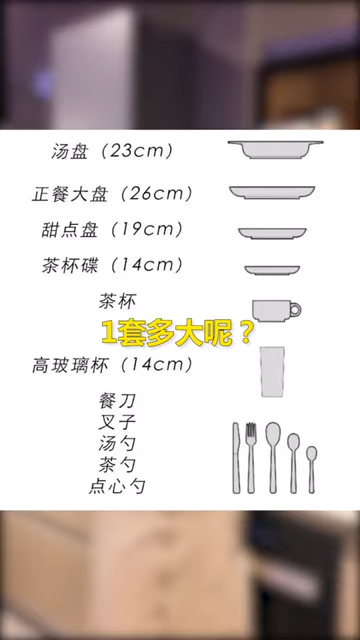 汤盘（23cm）
正餐大盘（26cm）
甜点盘（19cm）
茶杯碟（14cm）
茶杯
1套多大呢？
高玻璃杯（14cm）
餐刀
叉子
汤勺
茶勺
点心勺